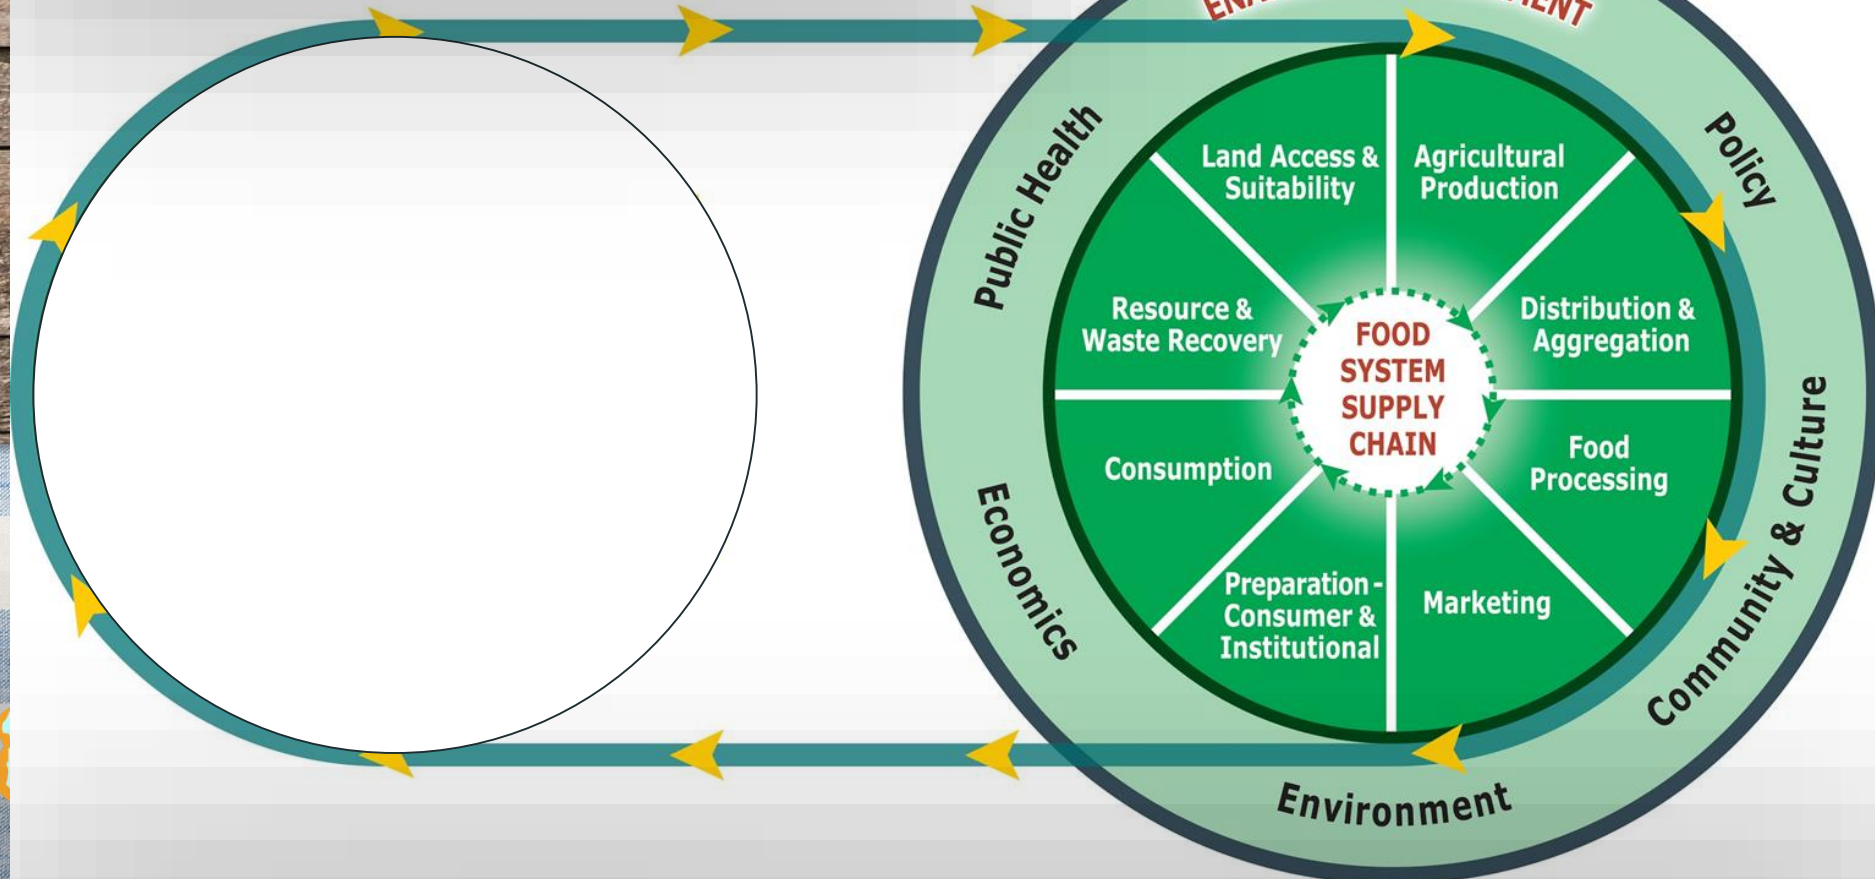 Policy
Public Health
Land Access &
Suitability
Agricultural
Production
Resource &
Waste Recovery
Distribution &
Aggregation
FOOD
SYSTEM
SUPPLY
CHAIN
Consumption
Food
Processing
Preparation -
Consumer &
Institutional
Marketing
Economics
Community & Culture
Environment